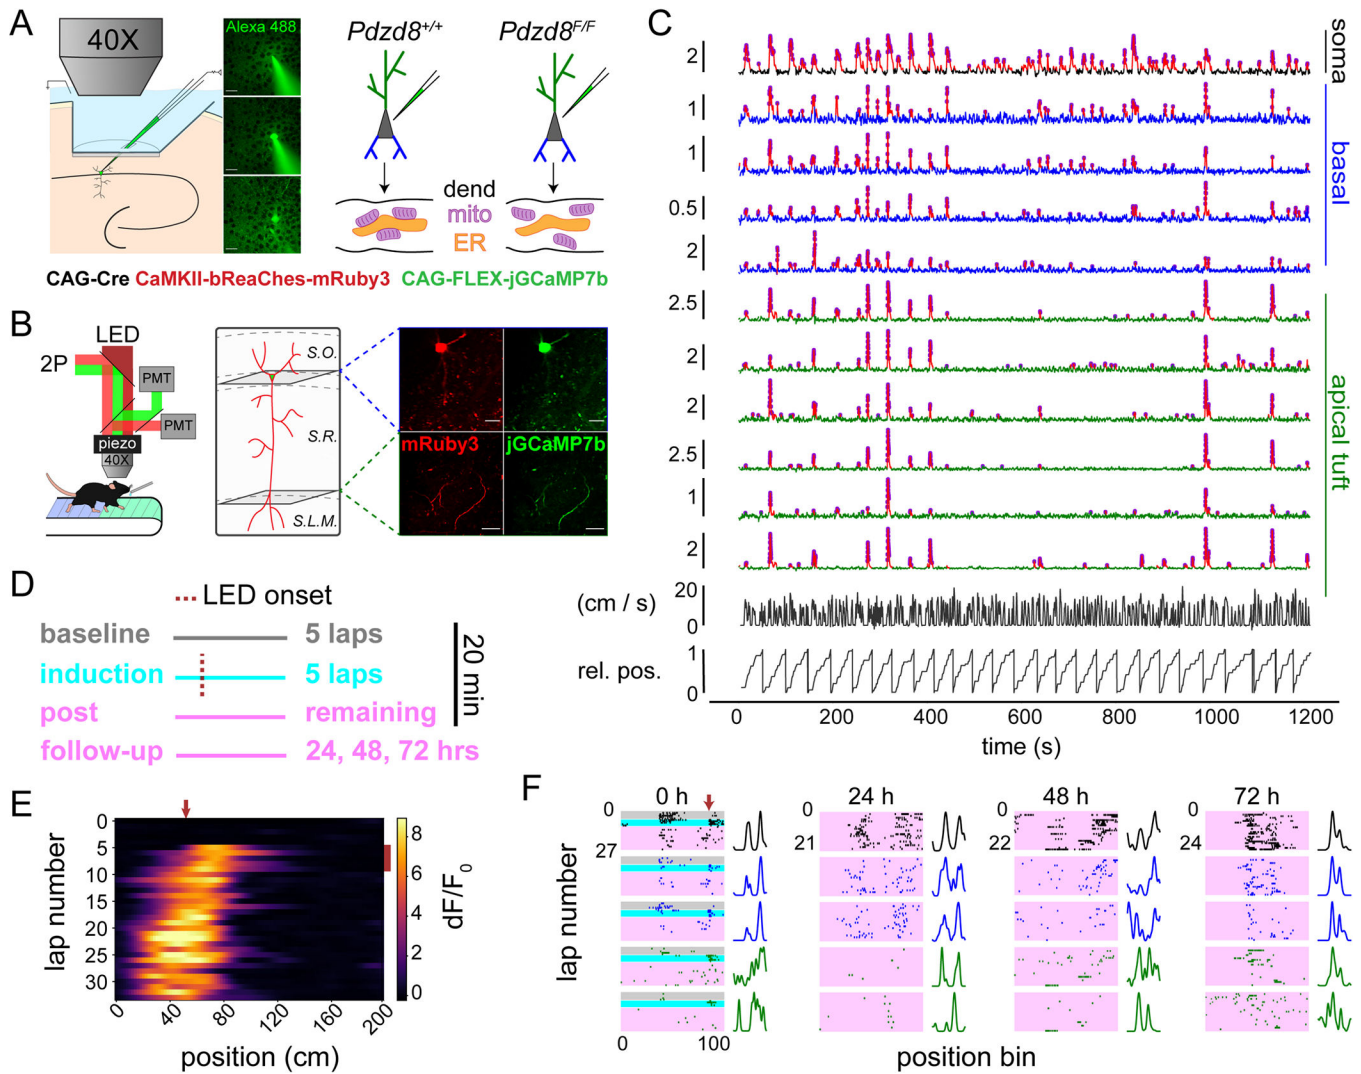 A
40X
Alexa 488
Pdzd8+/+
Pdzd8F/F
dend
mito
ER
CAG-Cre CaMKII-bReaChes-mRuby3 CAG-FLEX-jGCaMP7b
B
LED
2P
PMT
PMT
piezo
40X
S.O.
S.R.
S.L.M.
mRuby3
jGCaMP7b
C
2
1
1
0.5
2
2.5
2
2
2.5
1
2
soma
basal
apical tuft
(cm / s)
20
0
rel. pos.
1
0
0 200 400 600 800 1000 1200
time (s)
D
LED onset
baseline 5 laps
induction 5 laps
post remaining
follow-up 24, 48, 72 hrs
20 min
E
lap number
0
5
10
15
20
25
30
0 40 80 120 160 200
position (cm)
8
6
4
2
0
dF/F0
F
0 h 24 h 48 h 72 h
0 0 0 0
27 21 22 24
lap number
0 100
position bin